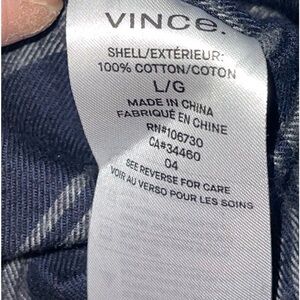 VINCE.
SHELL/EXTÉRIEUR:
100% COTTON/COTON
L/G
MADE IN CHINA
FABRIQUÉ EN CHINE
RN#106730
CA#34460
04
SEE REVERSE FOR CARE
VOIR AU VERSO POUR LES SOINS